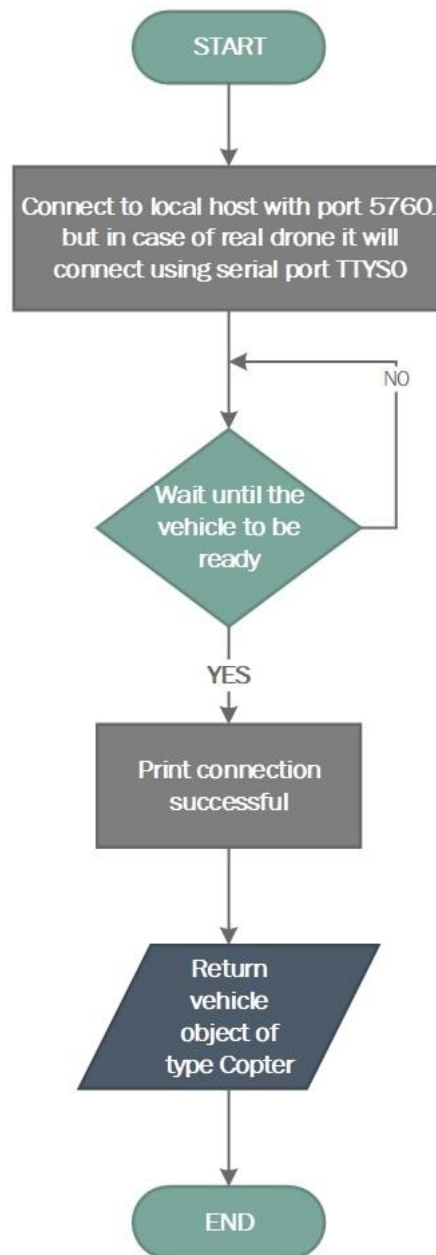 START
Connect to local host with port 5760.
but in case of real drone it will
connect using serial port TTYS0
NO
Wait until the
vehicle to be
ready
YES
Print connection
successful
Return
vehicle
object of
type Copter
END